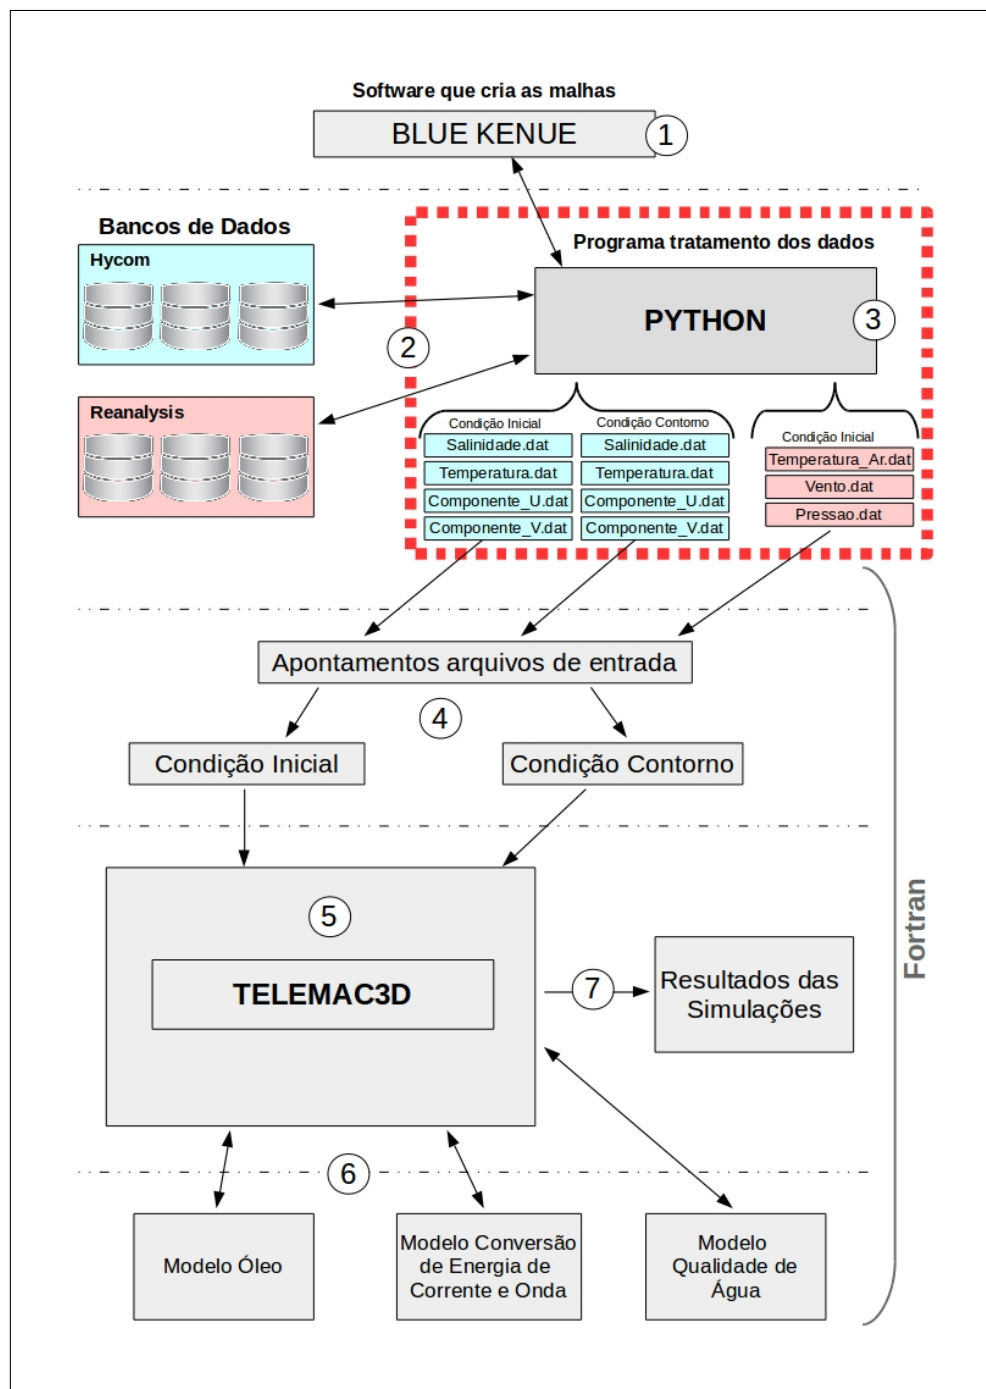 Software que cria as malhas
BLUE KENUE
1
Bancos de Dados
Hycom
Reanalysis
2
Programa tratamento dos dados
PYTHON
3
Condição Inicial
Salinidade.dat
Temperatura.dat
Componente_U.dat
Componente_V.dat
Condição Contorno
Salinidade.dat
Temperatura.dat
Componente_U.dat
Componente_V.dat
Condição Inicial
Temperatura_Ar.dat
Vento.dat
Pressao.dat
Apontamentos arquivos de entrada
4
Condição Inicial
Condição Contorno
5
TELEMAC3D
7
Resultados das
Simulações
Fortran
6
Modelo Óleo
Modelo Conversão
de Energia de
Corrente e Onda
Modelo
Qualidade de
Água